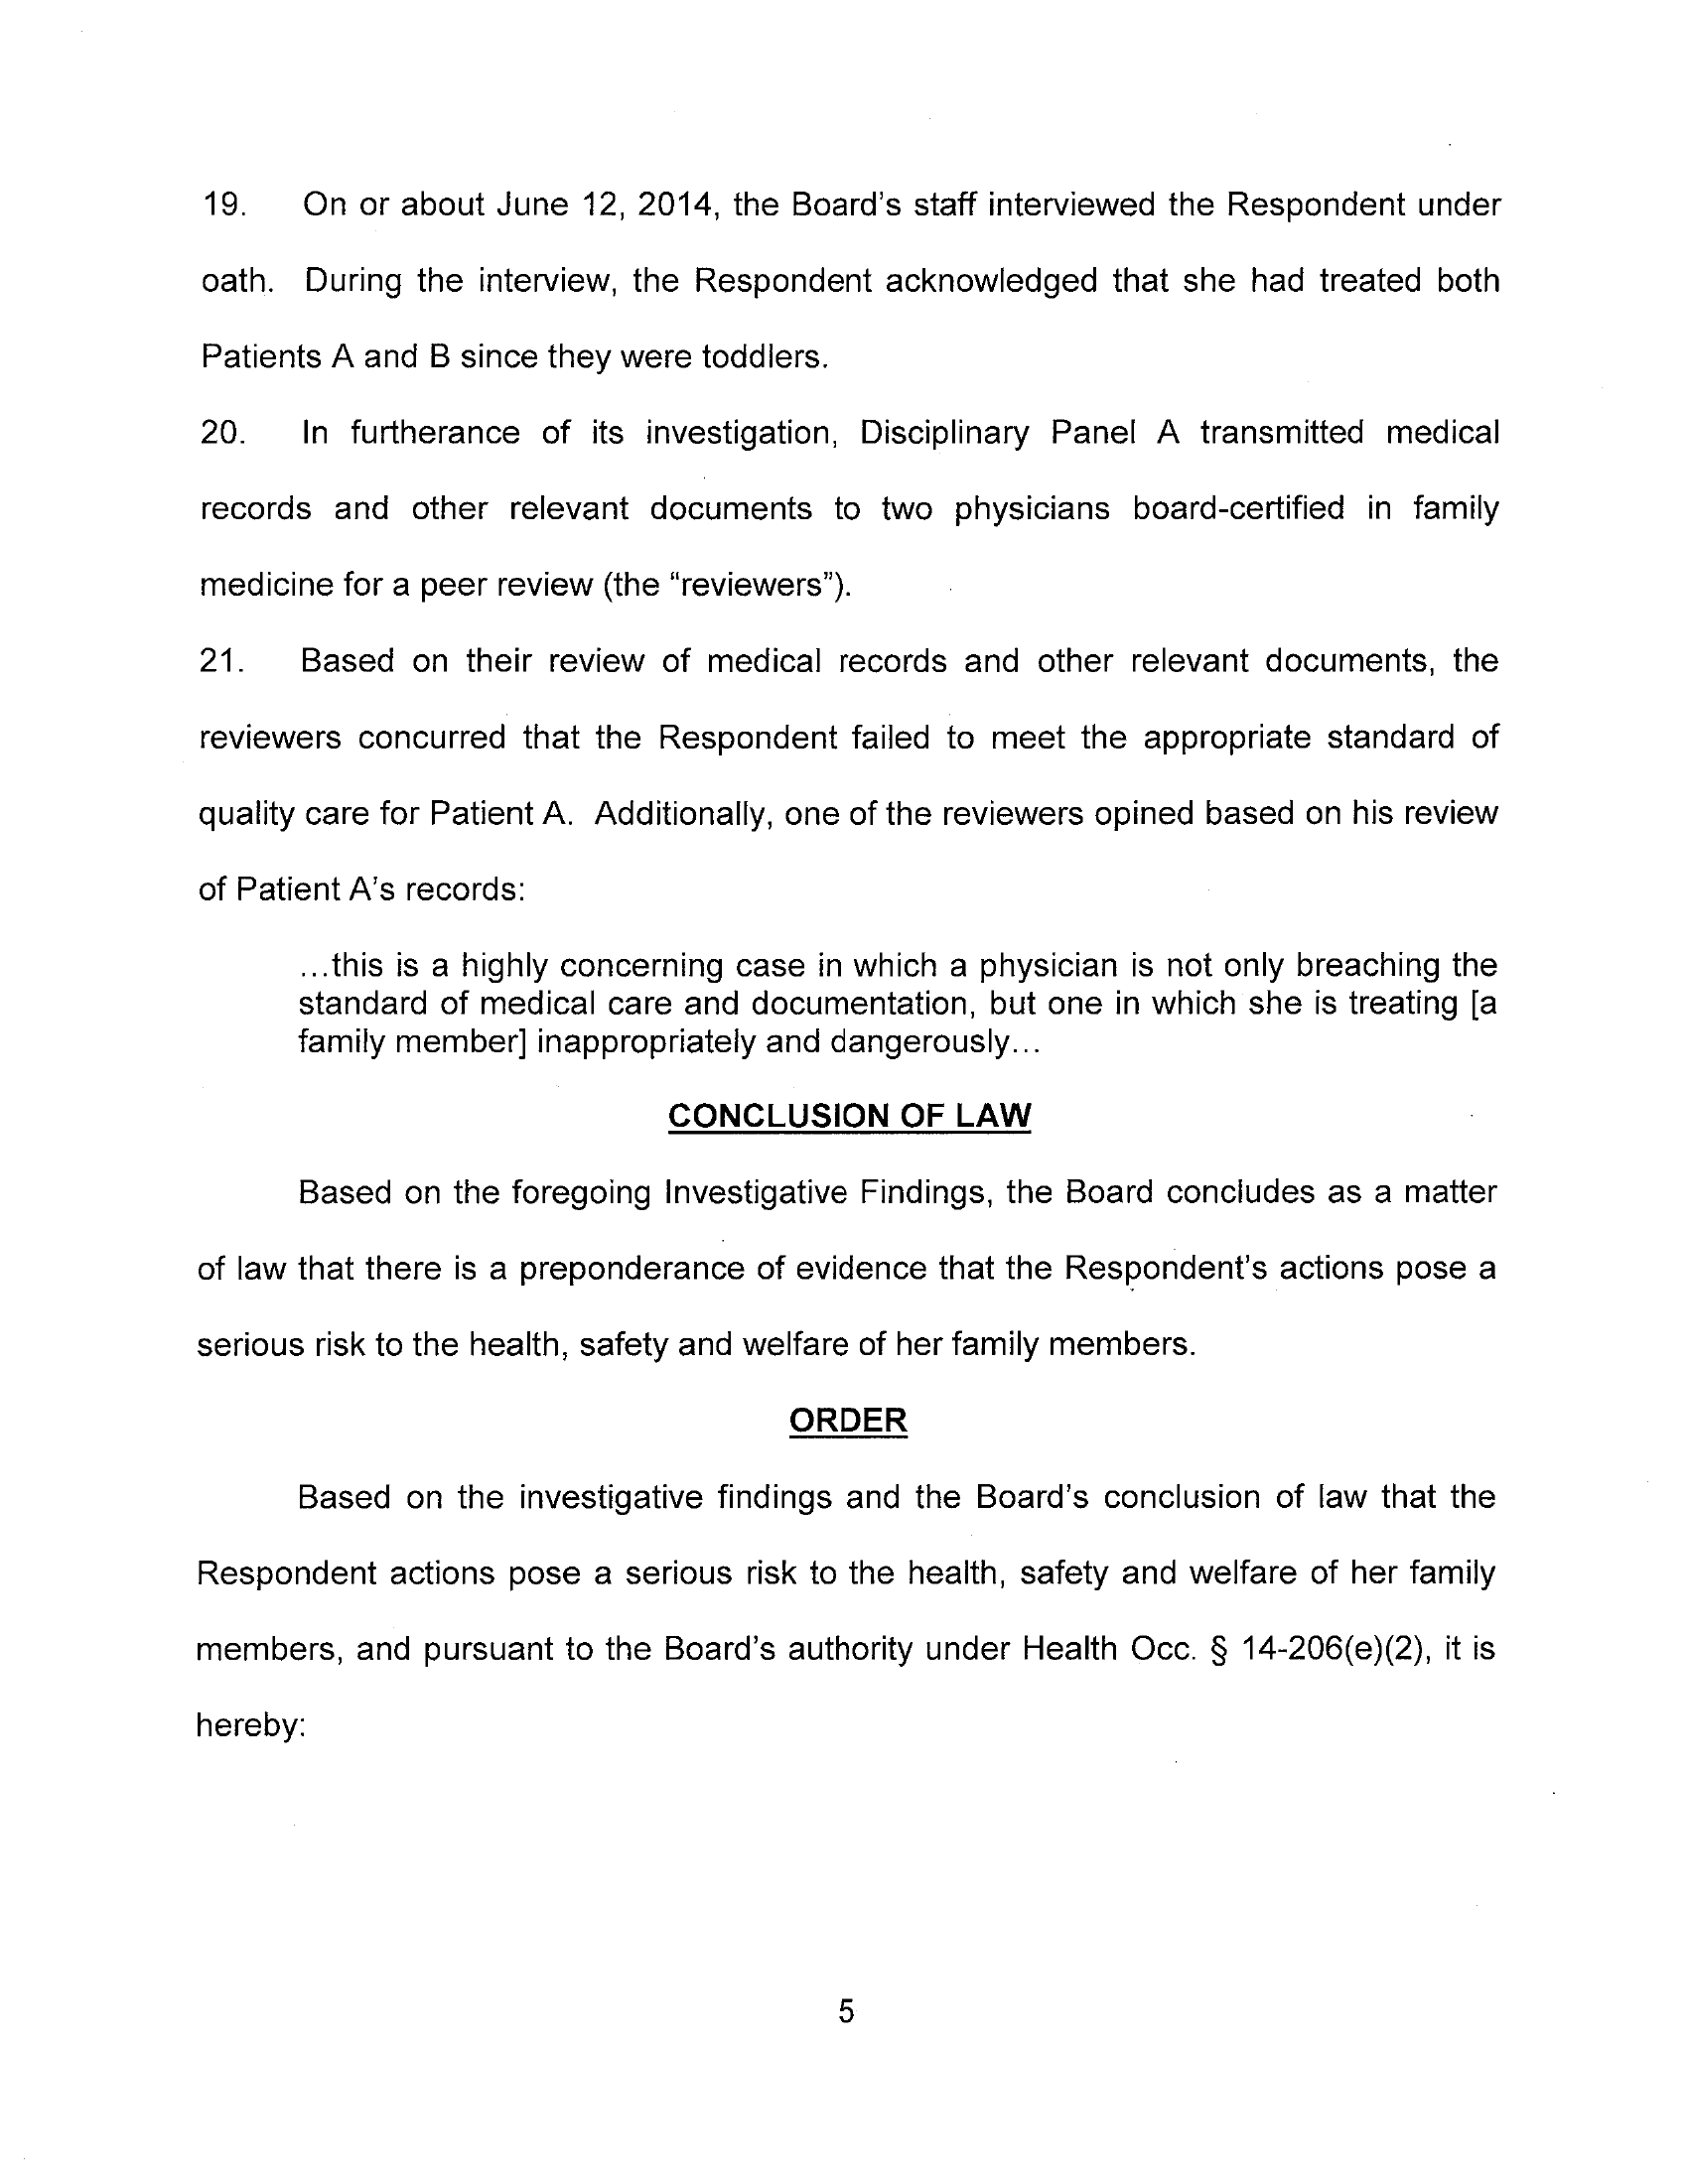 19. On or about June 12, 2014, the Board's staff interviewed the Respondent under
oath. During the interview, the Respondent acknowledged that she had treated both
Patients A and B since they were toddlers.
20. In furtherance of its investigation, Disciplinary Panel A transmitted medical
records and other relevant documents to two physicians board-certified in family
medicine for a peer review (the “reviewers”).
21. Based on their review of medical records and other relevant documents, the
reviewers concurred that the Respondent failed to meet the appropriate standard of
quality care for Patient A. Additionally, one of the reviewers opined based on his review
of Patient A's records:
...this is a highly concerning case in which a physician is not only breaching the
standard of medical care and documentation, but one in which she is treating [a
family member] inappropriately and dangerously...
CONCLUSION OF LAW
Based on the foregoing Investigative Findings, the Board concludes as a matter
of law that there is a preponderance of evidence that the Respondent's actions pose a
serious risk to the health, safety and welfare of her family members.
ORDER
Based on the investigative findings and the Board's conclusion of law that the
Respondent actions pose a serious risk to the health, safety and welfare of her family
members, and pursuant to the Board's authority under Health Occ. § 14-206(e)(2), it is
hereby:
5